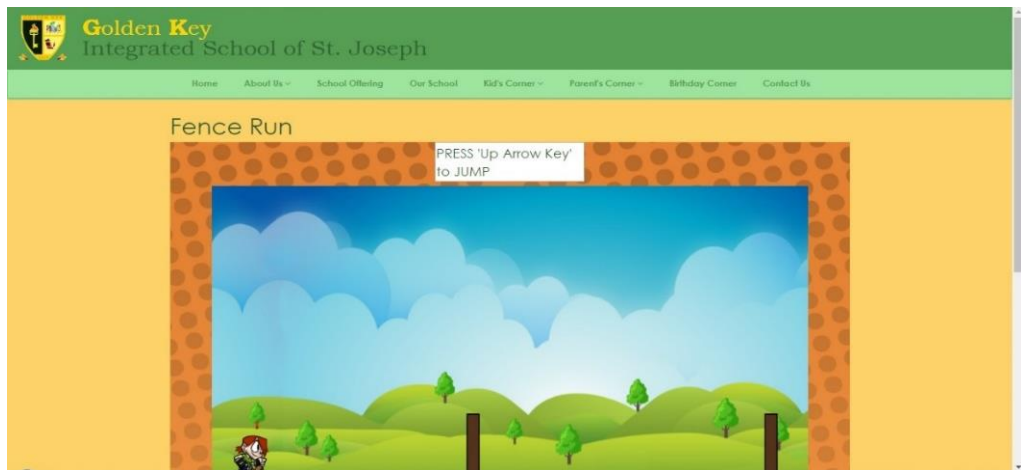 Golden Key
Integrated School of St. Joseph
Home About Us School Offering Our School Kid's Corner Parent's Corner Birthday Corner Contact Us
Fence Run
PRESS 'Up Arrow Key'
to JUMP